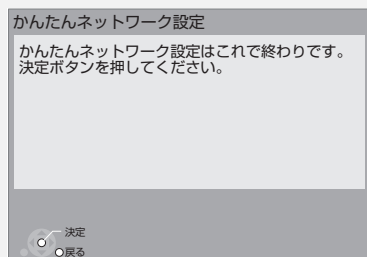 かんたんネットワーク設定
かんたんネットワーク設定はこれで終わりです。
決定ボタンを押してください。
決定
戻る